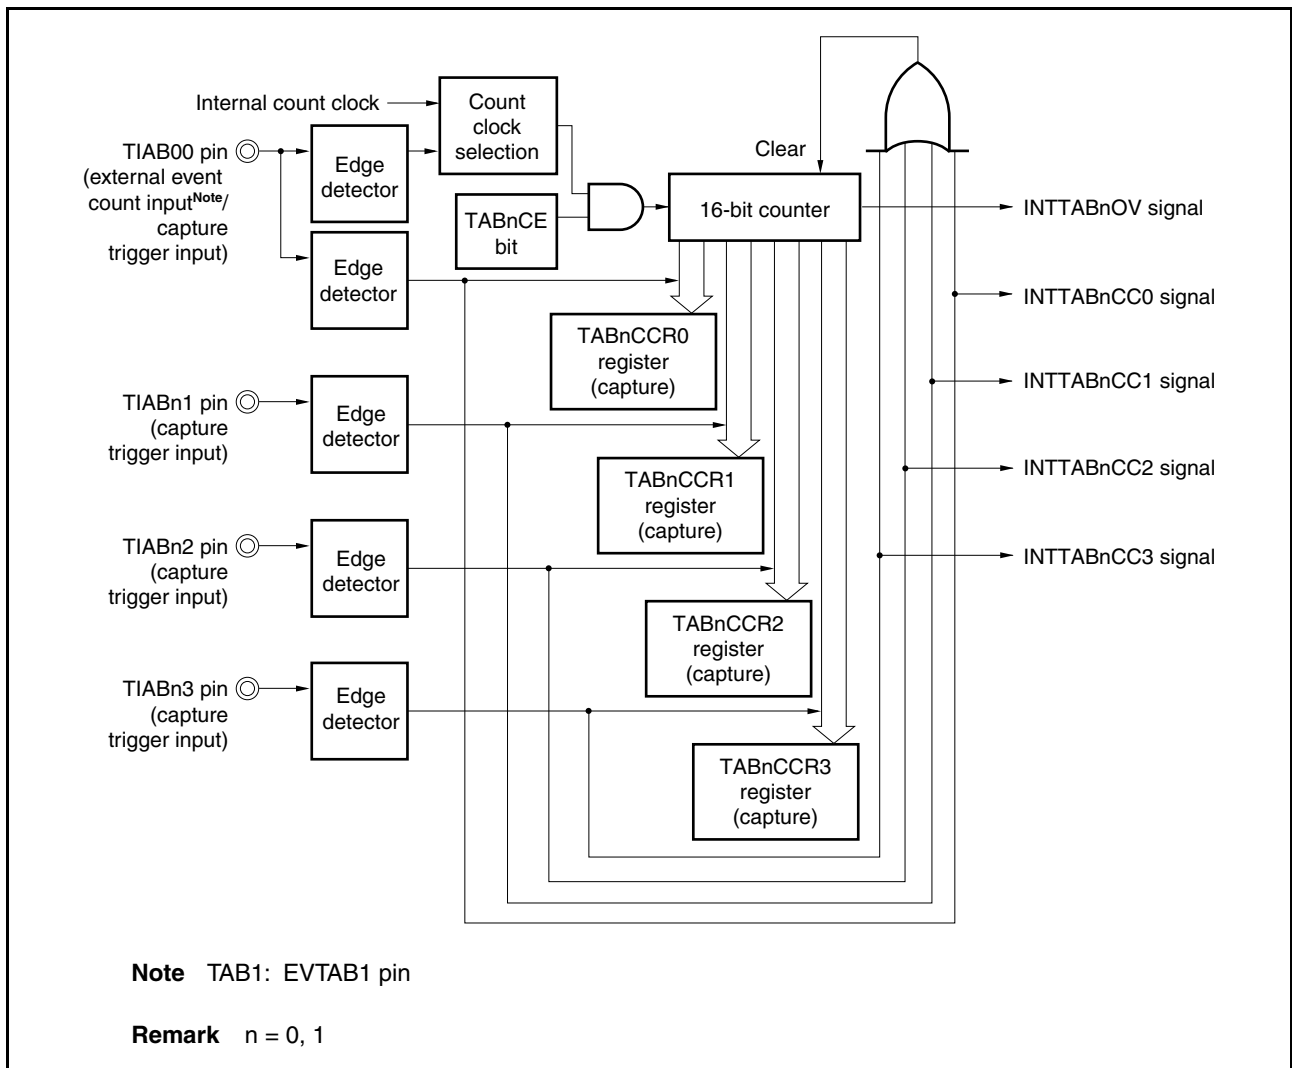 Internal count clock
Count
clock
selection
TIAB00 pin
(external event
count inputNote/
capture
trigger input)
Edge
detector
TABnCE
bit
Clear
16-bit counter
INTTABnOV signal
Edge
detector
INTTABnCC0 signal
TABnCCR0
register
(capture)
TIABn1 pin
(capture
trigger input)
Edge
detector
INTTABnCC1 signal
TABnCCR1
register
(capture)
INTTABnCC2 signal
TIABn2 pin
(capture
trigger input)
Edge
detector
INTTABnCC3 signal
TABnCCR2
register
(capture)
TIABn3 pin
(capture
trigger input)
Edge
detector
TABnCCR3
register
(capture)
Note TAB1: EVTAB1 pin
Remark n = 0, 1